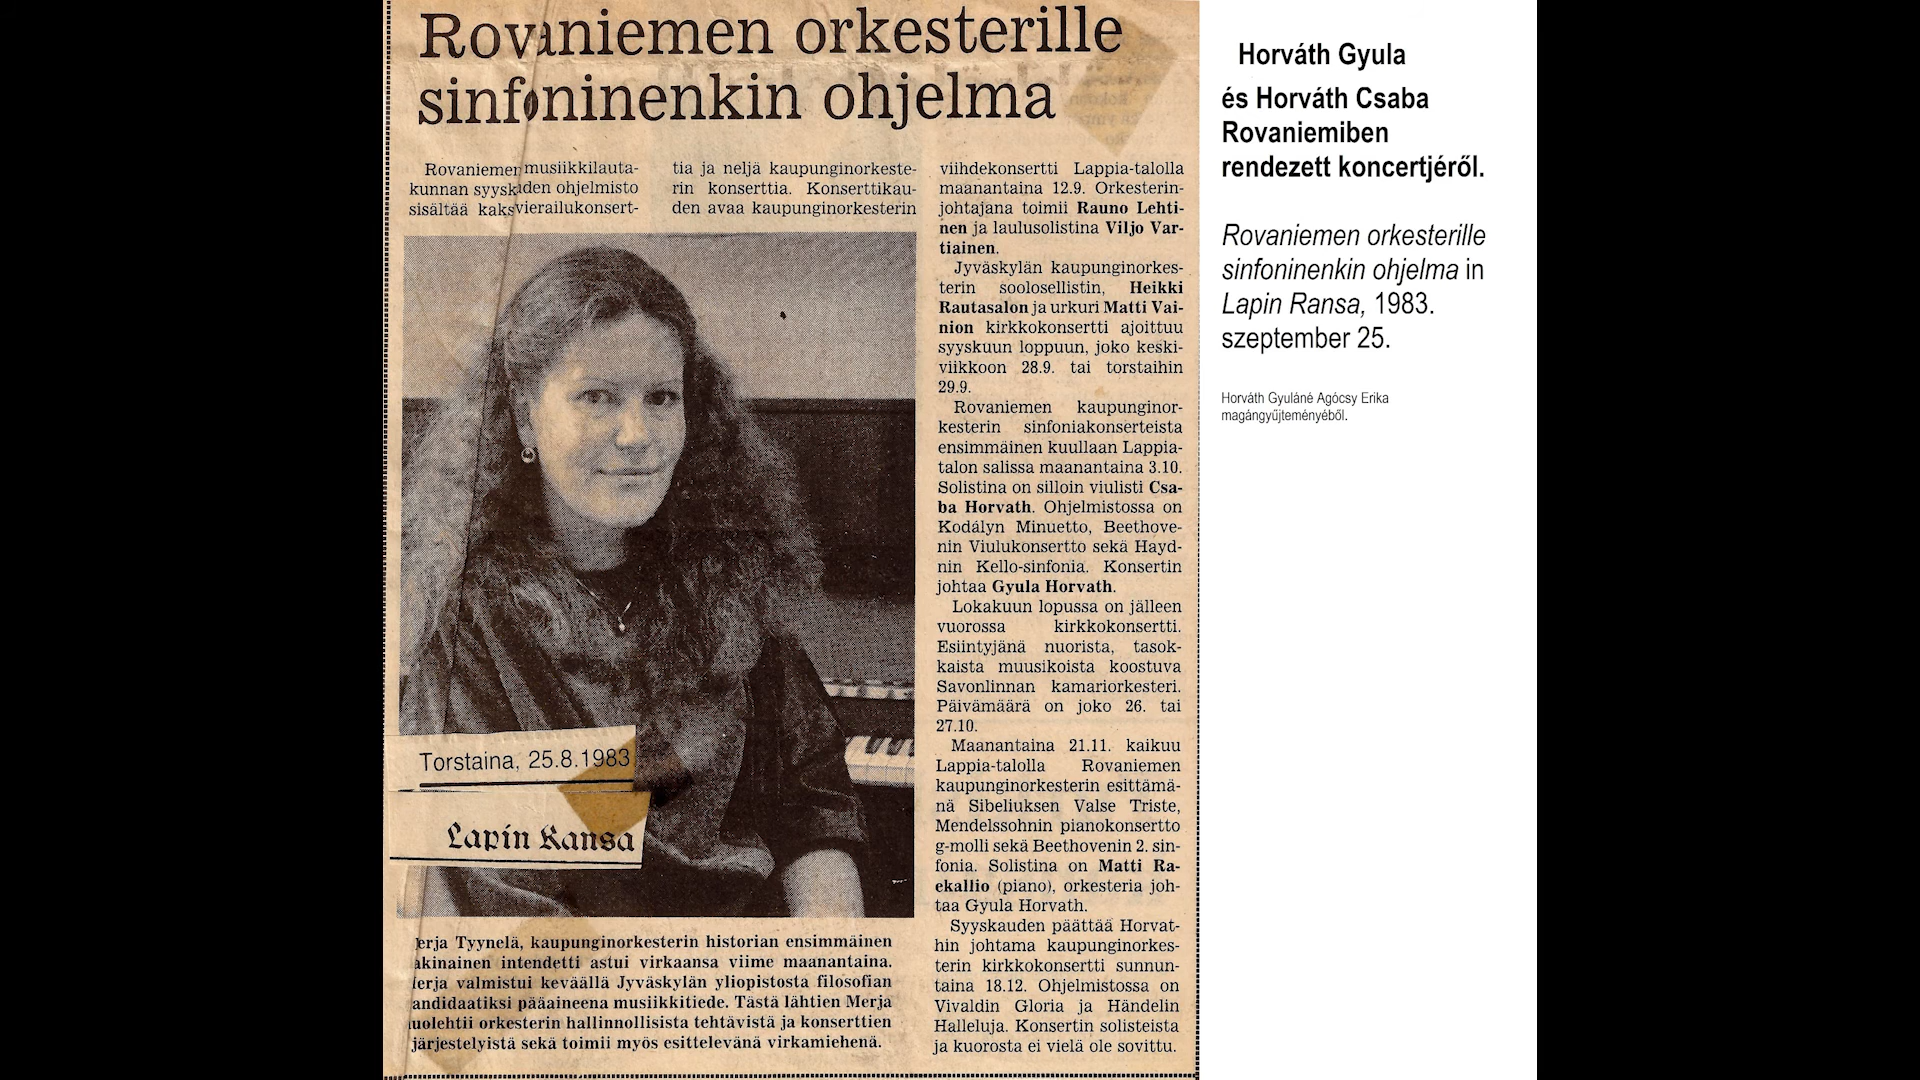 Rovaniemen orkesterille
sinfoninenkin ohjelma
Rovaniemen musiikkilauta-
kunnan syyskauden ohjelmisto
sisältää kaksi vierailukonsert-
tia ja neljä kaupunginorkeste-
rin konserttia. Konserttikau-
den avaa kaupunginorkesterin
viihdekonsertti Lappia-talolla
maanantaina 12.9. Orkesterin-
johtajana toimii Rauno Lehti-
nen ja laulusolistina Viljo Var-
tiainen.
Jyväskylän kaupunginorkes-
terin soolosellistin, Heikki
Rautasalon ja urkuri Matti Vai-
nion kirkkokonsertti ajoittuu
syyskuun loppuun, joko keski-
viikkoon 28.9. tai torstaihin
29.9.
Rovaniemen kaupunginor-
kesterin sinfoniakonserteista
ensimmäinen kuullaan Lappia-
talon salissa maanantaina 3.10.
Solistina on silloin viulisti Csa-
ba Horvath. Ohjelmistossa on
Kodályn Minuetto, Beethove-
nin Viulukonsertto sekä Hayd-
nin Kello-sinfonia. Konsertin
johtaa Gyula Horvath.
Lokakuun lopussa on jälleen
vuorossa kirkkokonsertti.
Esiintyjänä nuorista, tasok-
kaista muusikoista koostuva
Savonlinnan kamariorkesteri.
Päivämäärä on joko 26. tai
27.10.
Maanantaina 21.11. kaikuu
Lappia-talolla Rovaniemen
kaupunginorkesterin esittämä-
nä Sibeliuksen Valse Triste,
Mendelssohnin pianokonsertto
g-molli sekä Beethovenin 2. sin-
fonia. Solistina on Matti Ra-
ekallio (piano), orkesteria joh-
taa Gyula Horvath.
Syyskauden päättää Horvat-
hin johtama kaupunginorkes-
terin kirkkokonsertti sunnun-
taina 18.12. Ohjelmistossa on
Vivaldin Gloria ja Händelin
Halleluja. Konsertin solisteista
ja kuorosta ei vielä ole sovittu.
Torstaina, 25.8.1983
Lapin Kansa
erja Tyynelä, kaupunginorkesterin historian ensimmäinen
akinainen intendetti astui virkaansa viime maanantaina.
erja valmistui keväällä Jyväskylän yliopistosta filosofian
andidaatiksi pääaineena musiikkitiede. Tästä lähtien Merja
uolehtii orkesterin hallinnollisista tehtävistä ja konserttien
järjestelyistä sekä toimii myös esittelevänä virkamiehenä.
Horváth Gyula
és Horváth Csaba
Rovaniemiben
rendezett koncertjéről.
Rovaniemen orkesterille
sinfoninenkin ohjelma in
Lapin Ransa, 1983.
szeptember 25.
Horváth Gyuláné Agócsy Erika
magángyűjteményéből.